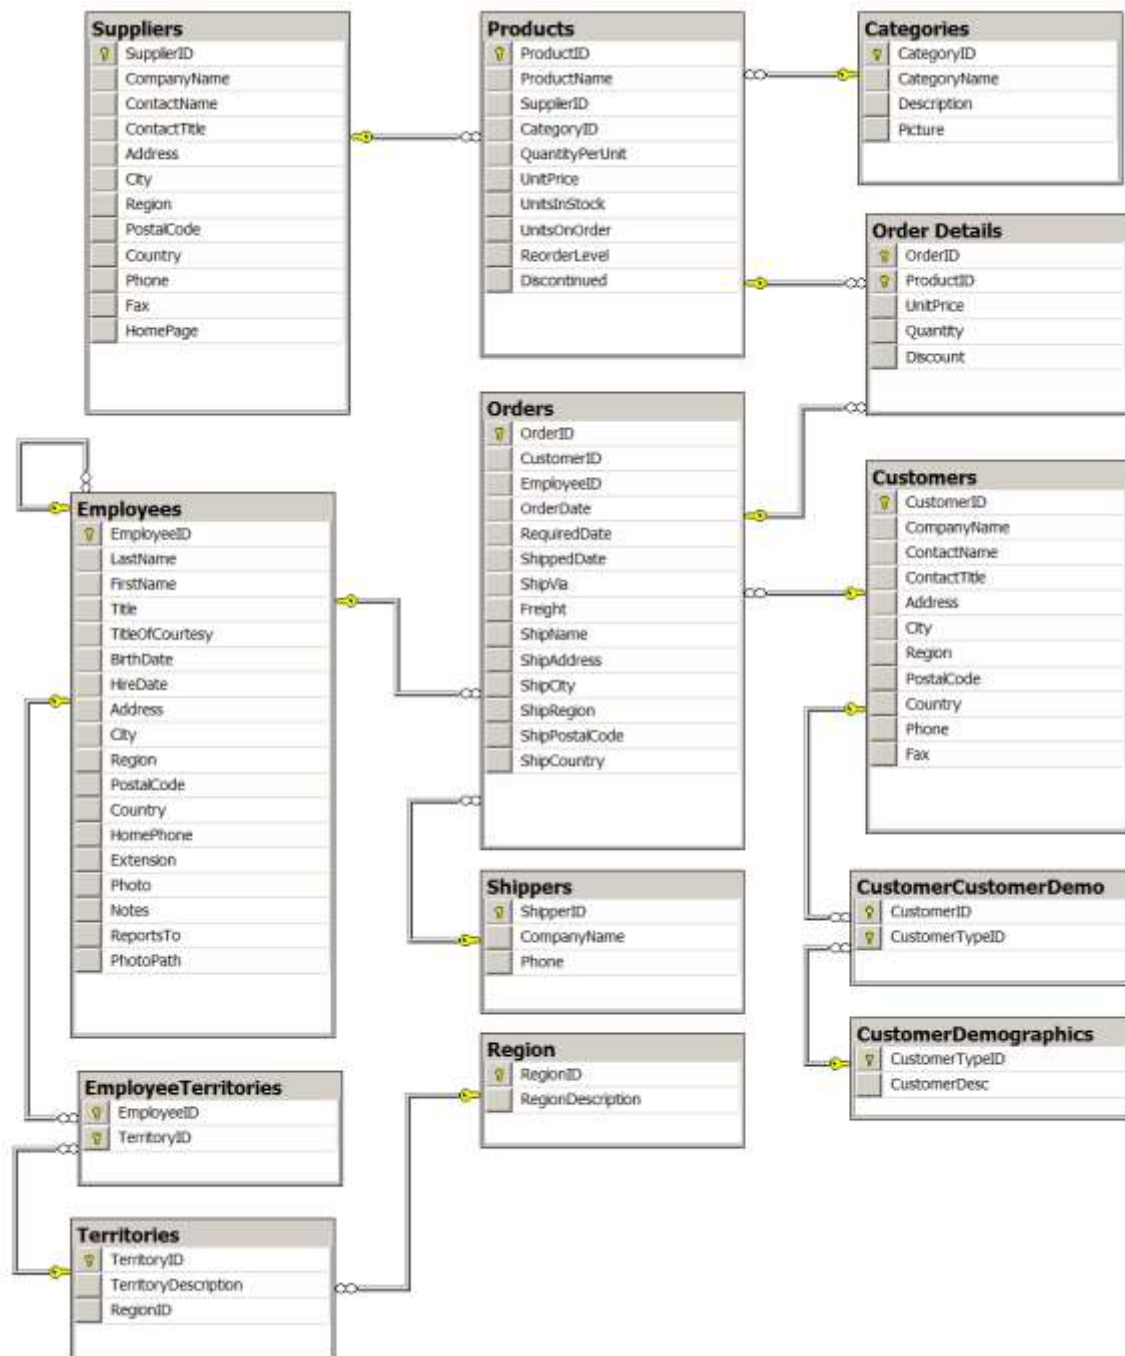 Suppliers
SupplierID
CompanyName
ContactName
ContactTitle
Address
City
Region
PostalCode
Country
Phone
Fax
HomePage
Products
ProductID
ProductName
SupplierID
CategoryID
QuantityPerUnit
UnitPrice
UnitsInStock
UnitsOnOrder
ReorderLevel
Discontinued
Categories
CategoryID
CategoryName
Description
Picture
Order Details
OrderID
ProductID
UnitPrice
Quantity
Discount
Orders
OrderID
CustomerID
EmployeeID
OrderDate
RequiredDate
ShippedDate
ShipVia
Freight
ShipName
ShipAddress
ShipCity
ShipRegion
ShipPostalCode
ShipCountry
Employees
EmployeeID
LastName
FirstName
Title
TitleOfCourtesy
BirthDate
HireDate
Address
City
Region
PostalCode
Country
HomePhone
Extension
Photo
Notes
ReportsTo
PhotoPath
Customers
CustomerID
CompanyName
ContactName
ContactTitle
Address
City
Region
PostalCode
Country
Phone
Fax
Shippers
ShipperID
CompanyName
Phone
CustomerCustomerDemo
CustomerID
CustomerTypeID
CustomerDemographics
CustomerTypeID
CustomerDesc
Region
RegionID
RegionDescription
EmployeeTerritories
EmployeeID
TerritoryID
Territories
TerritoryID
TerritoryDescription
RegionID